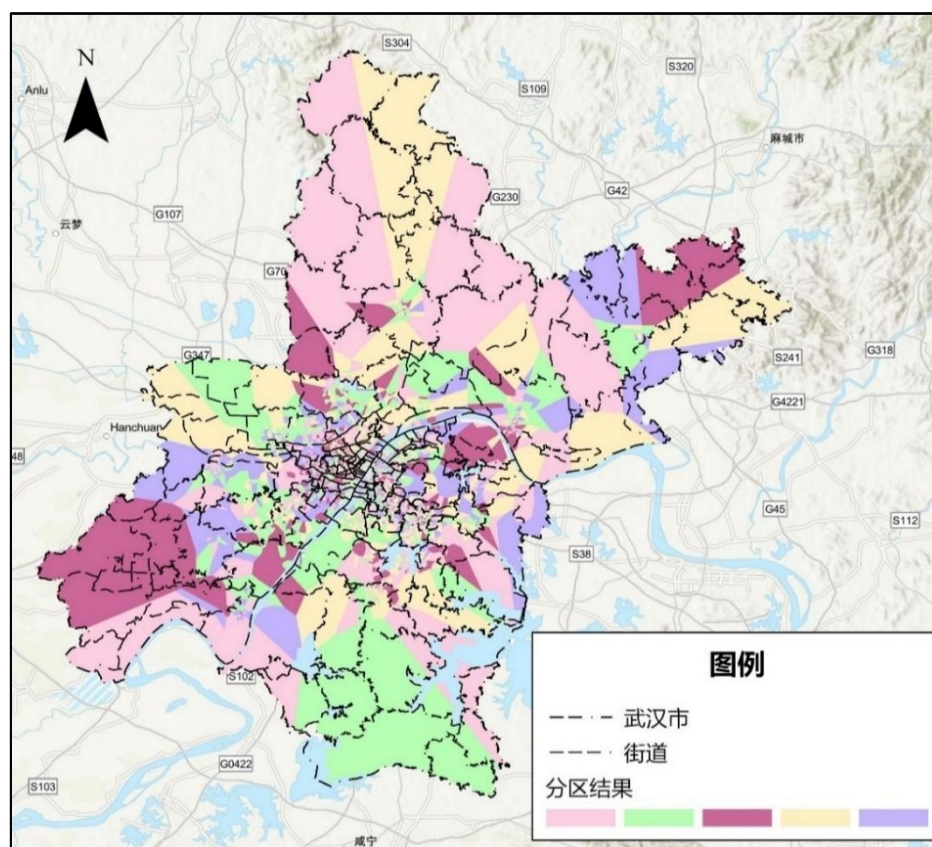 S304
N
S320
Anlu
S109
麻城市
G42
G230
G107
云梦
G70
G318
G347
S241
G4221
Hanchuan
48
G45
S112
S38
图例
S102
武汉市
街道
G0422
分区结果
S103
咸宁